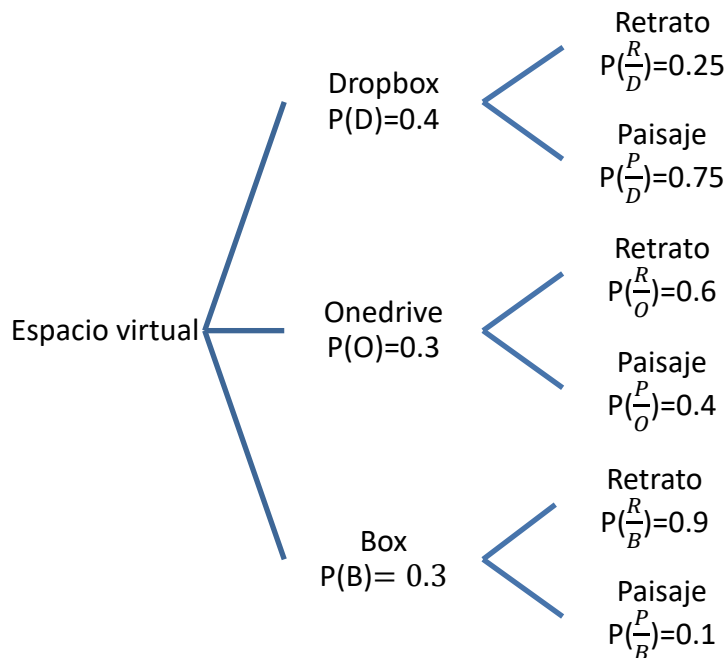 Retrato
P(R/D)=0.25
Dropbox
P(D)=0.4
Paisaje
P(P/D)=0.75
Retrato
P(R/O)=0.6
Espacio virtual
Onedrive
P(O)=0.3
Paisaje
P(P/O)=0.4
Retrato
P(R/B)=0.9
Box
P(B)= 0.3
Paisaje
P(P/B)=0.1